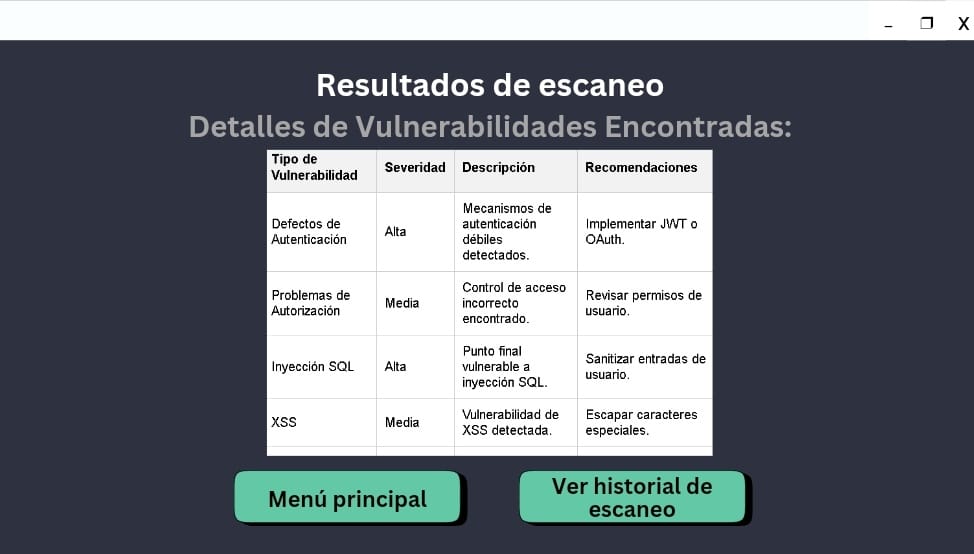 Resultados de escaneo
Detalles de Vulnerabilidades Encontradas:
Tipo de
Vulnerabilidad
Severidad
Descripción
Recomendaciones
Defectos de
Autenticación
Alta
Mecanismos de
autenticación
débiles
detectados.
Implementar JWT o
OAuth.
Problemas de
Autorización
Media
Control de acceso
incorrecto
encontrado.
Revisar permisos de
usuario.
Inyección SQL
Alta
Punto final
vulnerable a
inyección SQL.
Sanitizar entradas de
usuario.
XSS
Media
Vulnerabilidad de
XSS detectada.
Escapar caracteres
especiales.
Menú principal
Ver historial de
escaneo